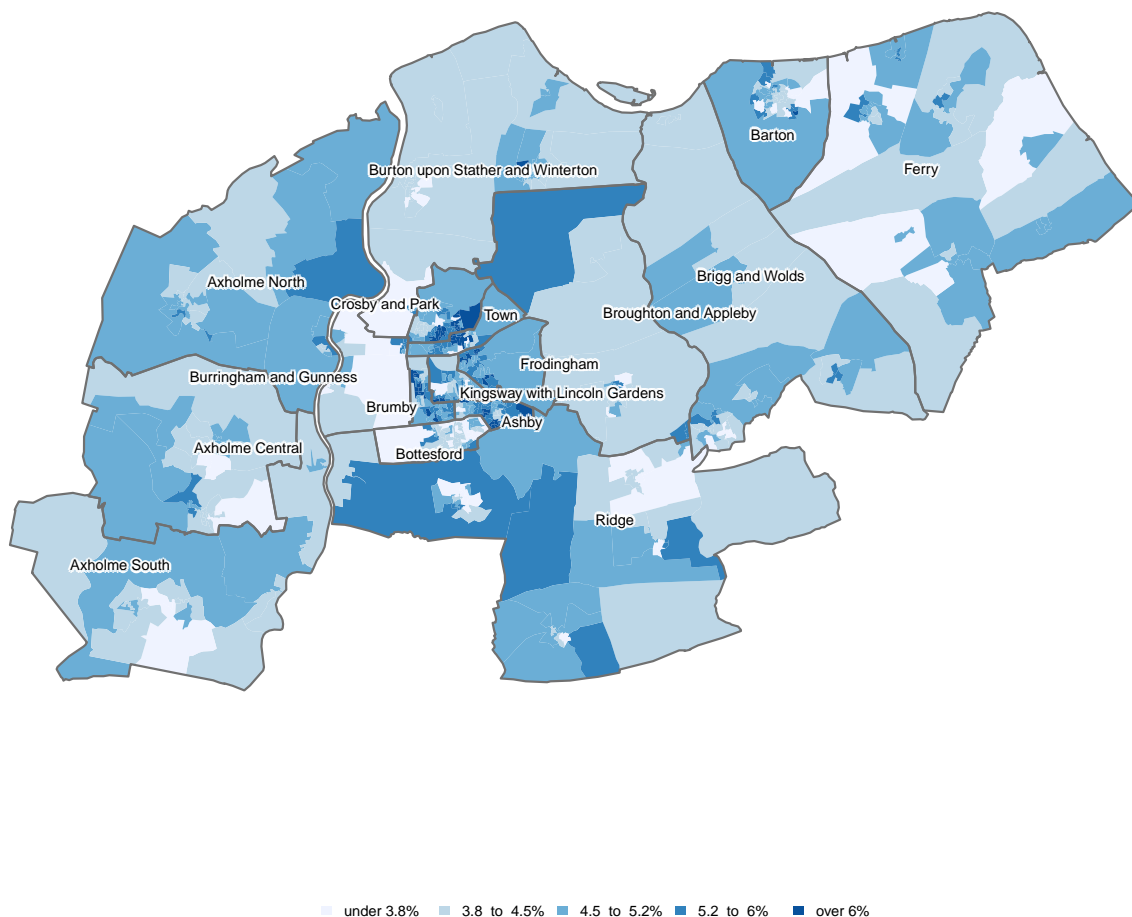 Barton
Burton upon Stather and Winterton
Ferry
Axholme North
Brigg and Wolds
Crosby and Park
Town
Broughton and Appleby
Frodingham
Burringham and Gunness
Kingsway with Lincoln Gardens
Brumby
Ashby
Axholme Central
Bottesford
Ridge
Axholme South
under 3.8% 3.8 to 4.5% 4.5 to 5.2% 5.2 to 6% over 6%